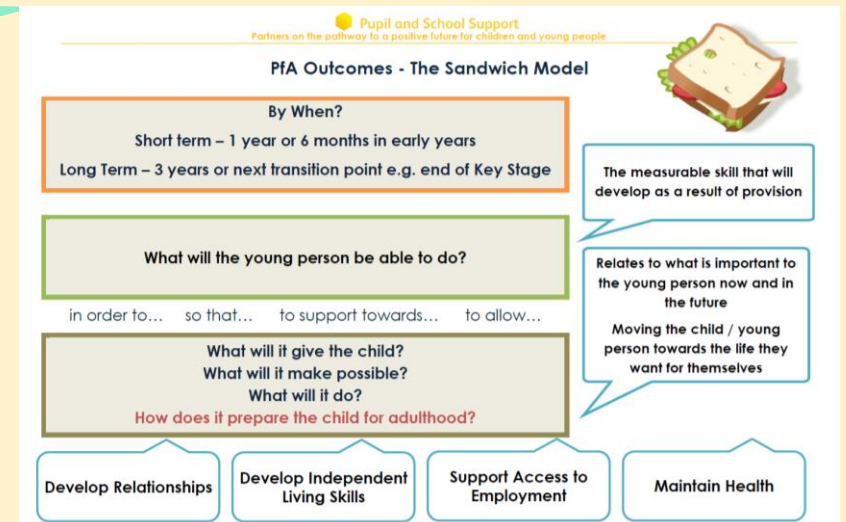 Pupil and School Support
Partners on the pathway to a positive future for children and young people
PfA Outcomes - The Sandwich Model
By When?
Short term – 1 year or 6 months in early years
Long Term – 3 years or next transition point e.g. end of Key Stage
The measurable skill that will
develop as a result of provision
What will the young person be able to do?
in order to… so that… to support towards… to allow…
Relates to what is important to
the young person now and in
the future
Moving the child / young
person towards the life they
want for themselves
What will it give the child?
What will it make possible?
What will it do?
How does it prepare the child for adulthood?
Develop Relationships
Develop Independent
Living Skills
Support Access to
Employment
Maintain Health